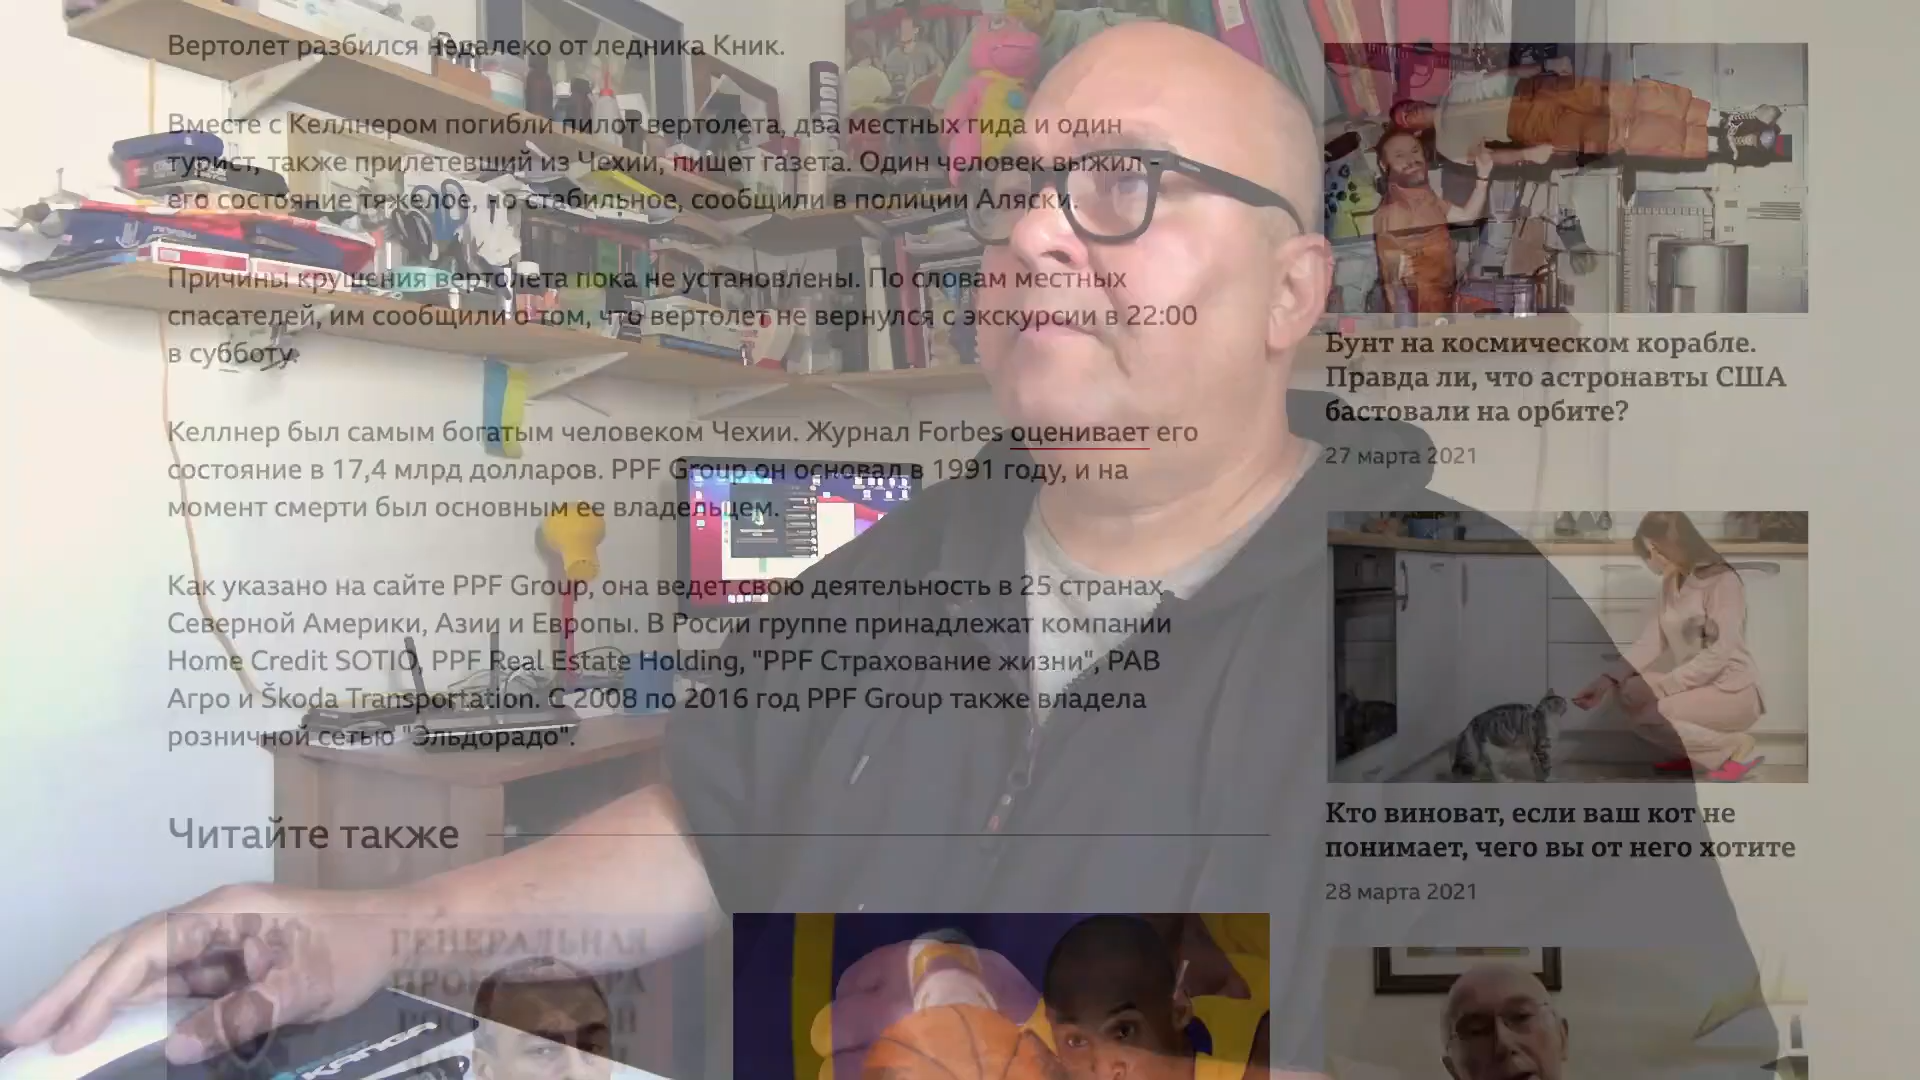 Вертолет разбился недалеко от ледника Кник.
Вместе с Келлнером погибли пилот вертолета, два местных гида и один
турист, также прилетевший из Чехии, пишет газета. Один человек выжил -
его состояние тяжелое, но стабильное, сообщили в полиции Аляски.
Причины крушения вертолета пока не установлены. По словам местных
спасателей, им сообщили о том, что вертолет не вернулся с экскурсии в 22:00
в субботу.
Келлнер был самым богатым человеком Чехии. Журнал Forbes оценивает его
состояние в 17,4 млрд долларов. PPF Group он основал в 1991 году, и на
момент смерти был основным ее владельцем.
Как указано на сайте PPF Group, она ведет свою деятельность в 25 странах
Северной Америки, Азии и Европы. В Росии группе принадлежат компании
Home Credit SOTIO, PPF Real Estate Holding, "PPF Страхование жизни", РАВ
Агро и Škoda Transportation. С 2008 по 2016 год PPF Group также владела
розничной сетью "Эльдорадо".
Читайте также
ГЕНЕРАЛЬНАЯ
Бунт на космическом корабле.
Правда ли, что астронавты США
бастовали на орбите?
27 марта 2021
Кто виноват, если ваш кот не
понимает, чего вы от него хотите
28 марта 2021